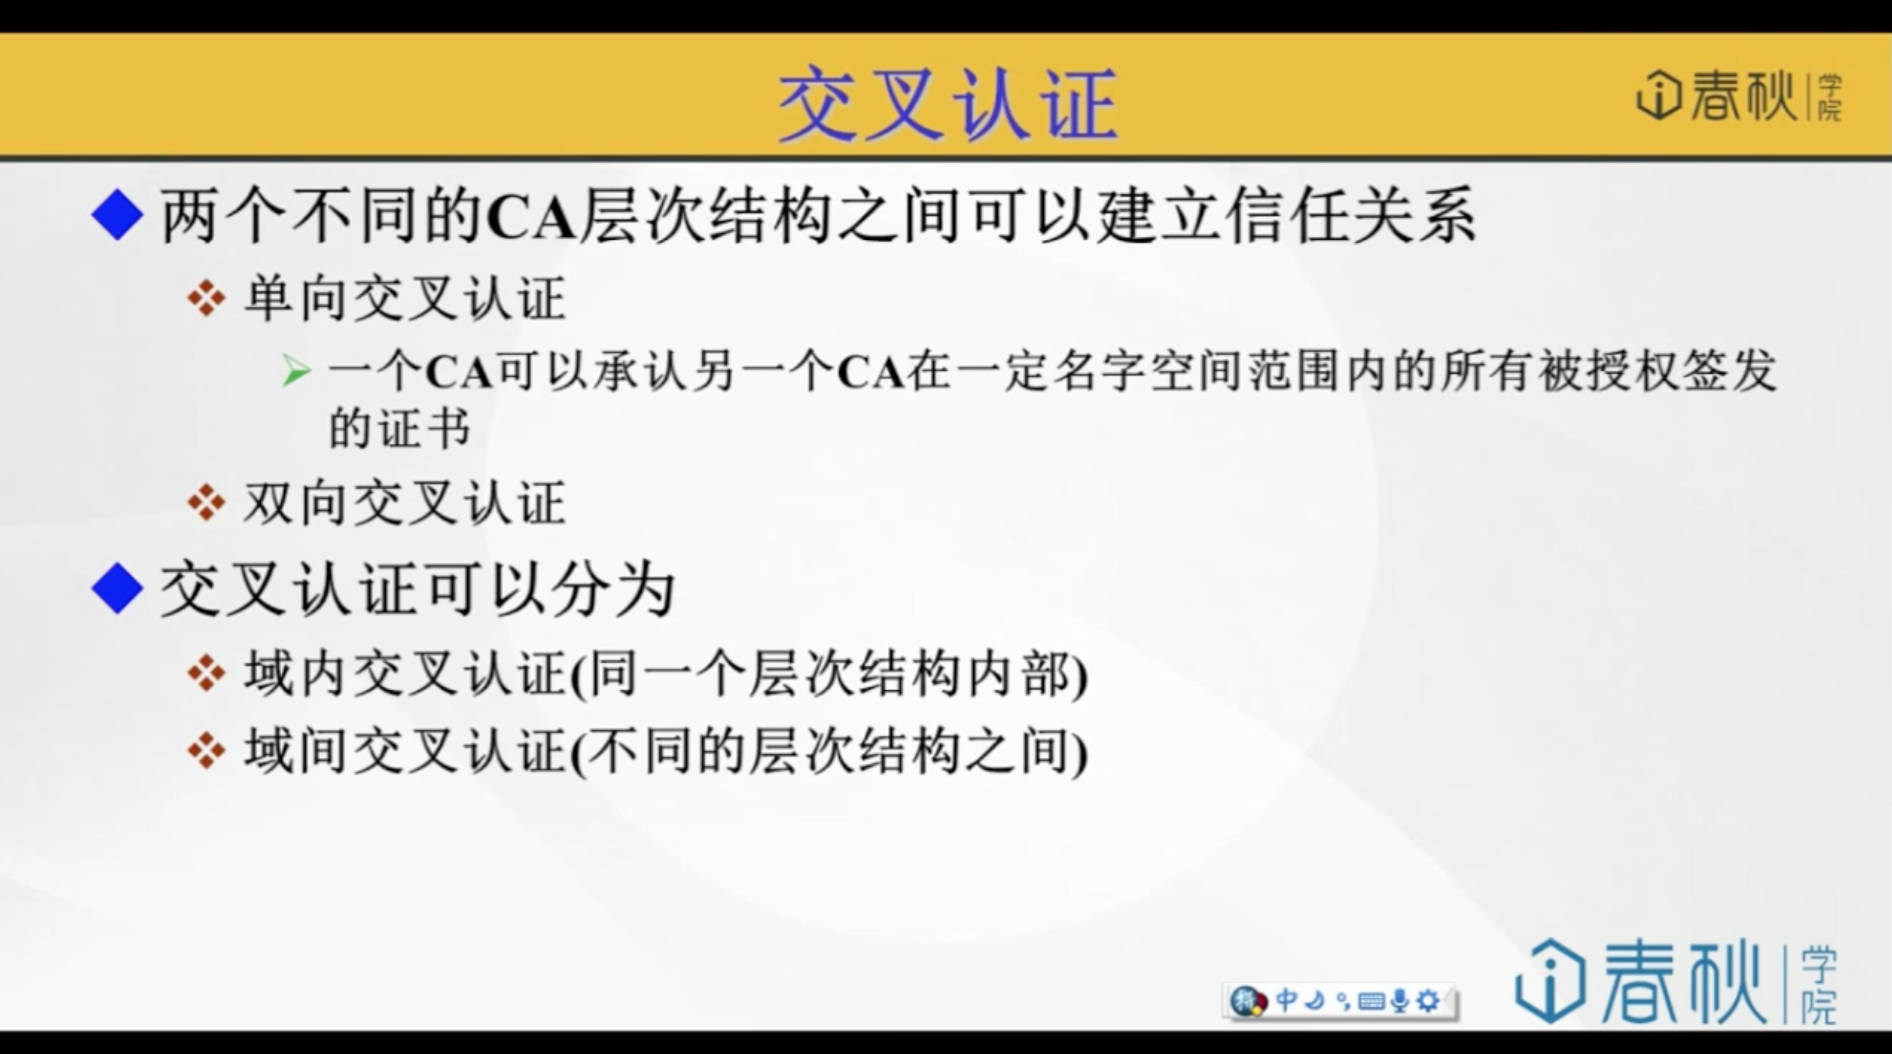 交叉认证
春秋学院
两个不同的CA层次结构之间可以建立信任关系
单向交叉认证
一个CA可以承认另一个CA在一定名字空间范围内的所有被授权签发
的证书
双向交叉认证
交叉认证可以分为
域内交叉认证(同一个层次结构内部)
域间交叉认证(不同的层次结构之间)
中
春秋学院